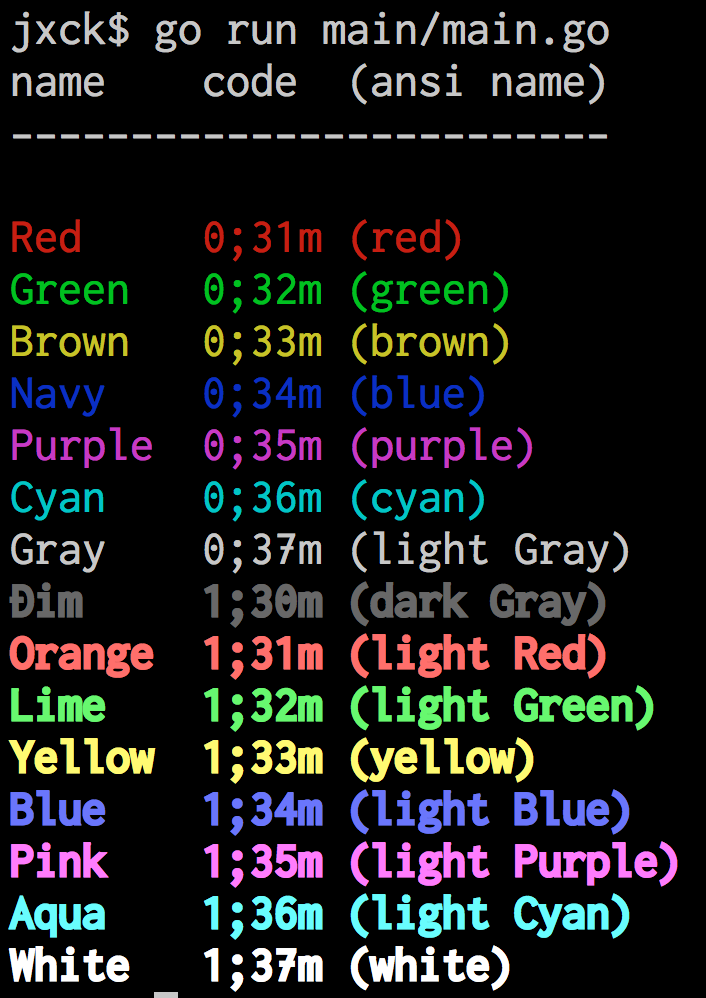 jxck$ go run main/main.go
name    code  (ansi name)
-------------------------
Red     0;31m (red)
Green   0;32m (green)
Brown   0;33m (brown)
Navy    0;34m (blue)
Purple  0;35m (purple)
Cyan    0;36m (cyan)
Gray    0;37m (light Gray)
Dim     1;30m (dark Gray)
Orange  1;31m (light Red)
Lime    1;32m (light Green)
Yellow  1;33m (yellow)
Blue    1;34m (light Blue)
Pink    1;35m (light Purple)
Aqua    1;36m (light Cyan)
White   1;37m (white)